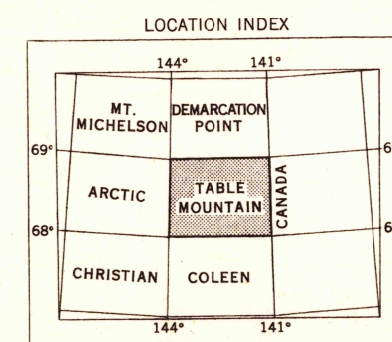 LOCATION INDEX
144° 141°
MT. MICHELSON
DEMARCATION POINT
69°
ARCTIC
TABLE MOUNTAIN
CANADA
68°
CHRISTIAN
COLEEN
144° 141°